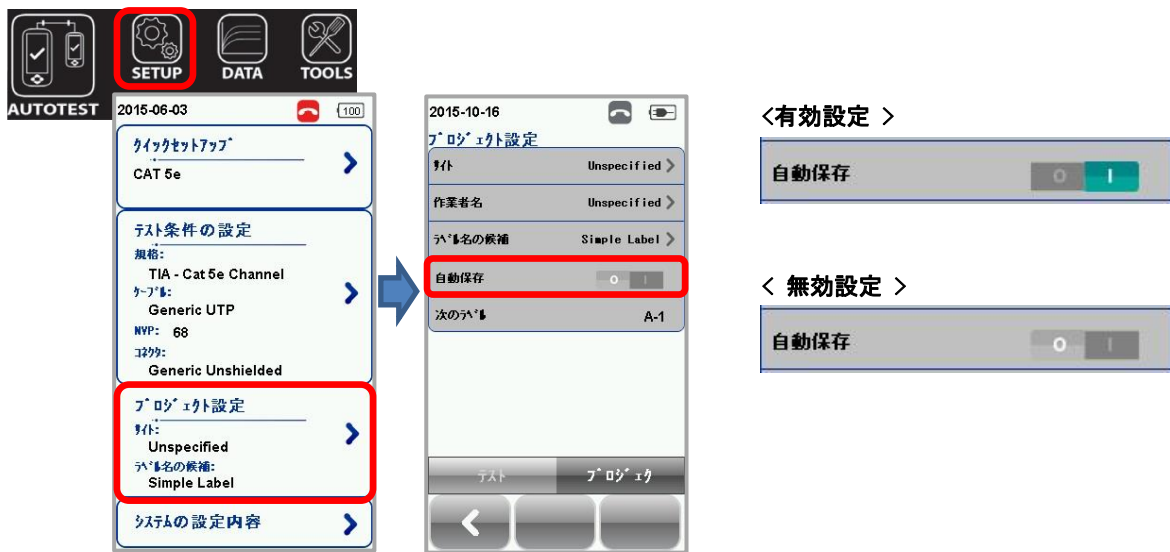 AUTOTEST
SETUP
DATA
TOOLS
2015-06-03
100
クイックセットアップ
CAT 5e
テスト条件の設定
規格:
TIA - Cat 5e Channel
ケーブル:
Generic UTP
NVP: 68
コネクタ:
Generic Unshielded
プロジェクト設定
サイト:
Unspecified
ラベル名の候補:
Simple Label
システムの設定内容
2015-10-16
プロジェクト設定
サイト Unspecified
作業者名 Unspecified
ラベル名の候補 Simple Label
自動保存 O I
次のラベル A-1
テスト プロジェク
<有効設定 >
自動保存 O I
< 無効設定 >
自動保存 O I